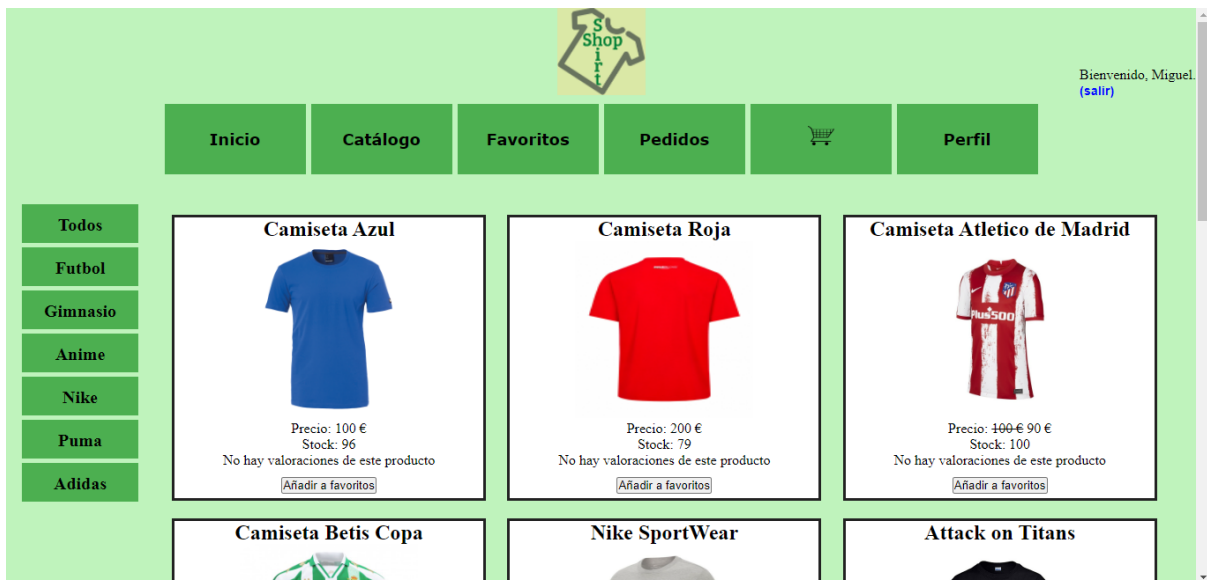 Shop
Shirt
Bienvenido, Miguel.
(salir)
Inicio Catálogo Favoritos Pedidos Perfil
Todos
Futbol
Gimnasio
Anime
Nike
Puma
Adidas
Camiseta Azul
Precio: 100 €
Stock: 96
No hay valoraciones de este producto
Añadir a favoritos
Camiseta Roja
Precio: 200 €
Stock: 79
No hay valoraciones de este producto
Añadir a favoritos
Camiseta Atletico de Madrid
Plus500
Precio: 100 € 90 €
Stock: 100
No hay valoraciones de este producto
Añadir a favoritos
Camiseta Betis Copa
Nike SportWear
Attack on Titans